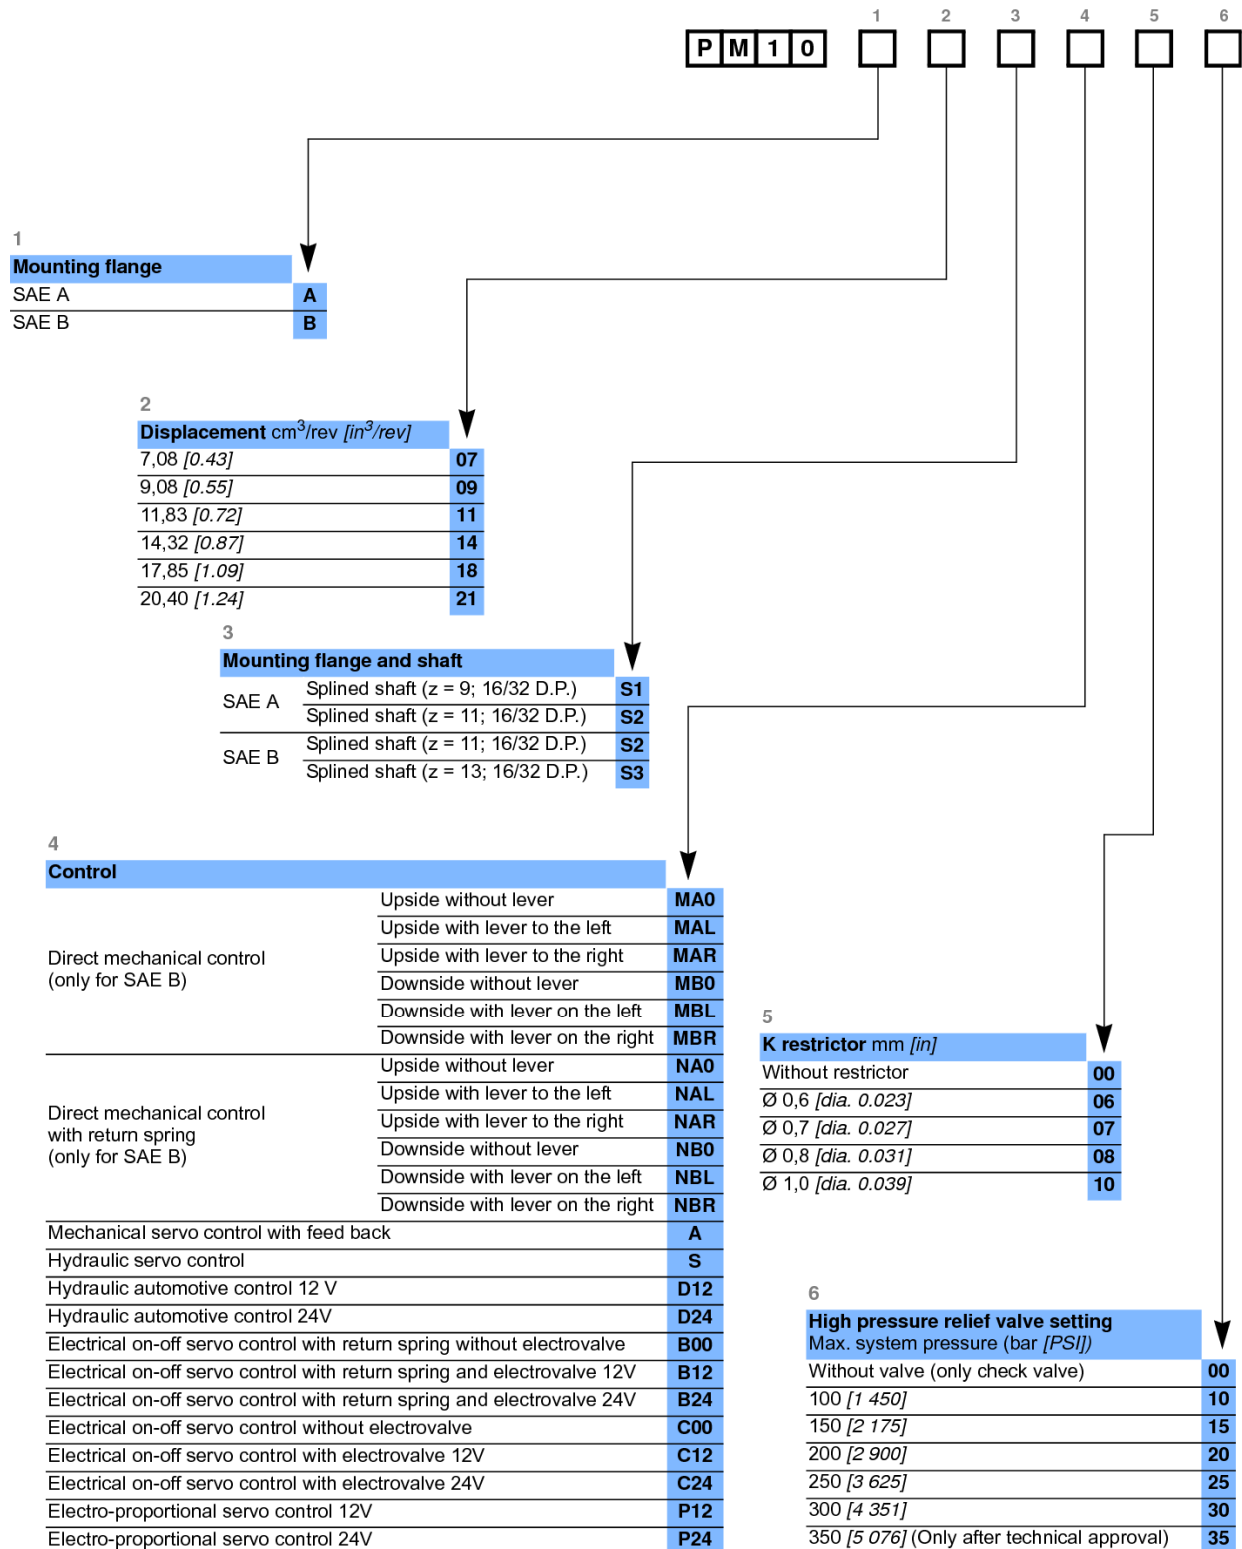 1 2 3 4 5 6
P M 1 0
1
Mounting flange
SAE A A
SAE B B
2
Displacement cm³/rev [in³/rev]
7,08 [0.43] 07
9,08 [0.55] 09
11,83 [0.72] 11
14,32 [0.87] 14
17,85 [1.09] 18
20,40 [1.24] 21
3
Mounting flange and shaft
SAE A
Splined shaft (z = 9; 16/32 D.P.) S1
Splined shaft (z = 11; 16/32 D.P.) S2
SAE B
Splined shaft (z = 11; 16/32 D.P.) S2
Splined shaft (z = 13; 16/32 D.P.) S3
4
Control
Direct mechanical control
(only for SAE B)
Upside without lever MA0
Upside with lever to the left MAL
Upside with lever to the right MAR
Downside without lever MB0
Downside with lever on the left MBL
Downside with lever on the right MBR
Direct mechanical control
with return spring
(only for SAE B)
Upside without lever NA0
Upside with lever to the left NAL
Upside with lever to the right NAR
Downside without lever NB0
Downside with lever on the left NBL
Downside with lever on the right NBR
Mechanical servo control with feed back A
Hydraulic servo control S
Hydraulic automotive control 12 V D12
Hydraulic automotive control 24V D24
Electrical on-off servo control with return spring without electrovalve B00
Electrical on-off servo control with return spring and electrovalve 12V B12
Electrical on-off servo control with return spring and electrovalve 24V B24
Electrical on-off servo control without electrovalve C00
Electrical on-off servo control with electrovalve 12V C12
Electrical on-off servo control with electrovalve 24V C24
Electro-proportional servo control 12V P12
Electro-proportional servo control 24V P24
5
K restrictor mm [in]
Without restrictor 00
Ø 0,6 [dia. 0.023] 06
Ø 0,7 [dia. 0.027] 07
Ø 0,8 [dia. 0.031] 08
Ø 1,0 [dia. 0.039] 10
6
High pressure relief valve setting
Max. system pressure (bar [PSI])
Without valve (only check valve) 00
100 [1 450] 10
150 [2 175] 15
200 [2 900] 20
250 [3 625] 25
300 [4 351] 30
350 [5 076] (Only after technical approval) 35